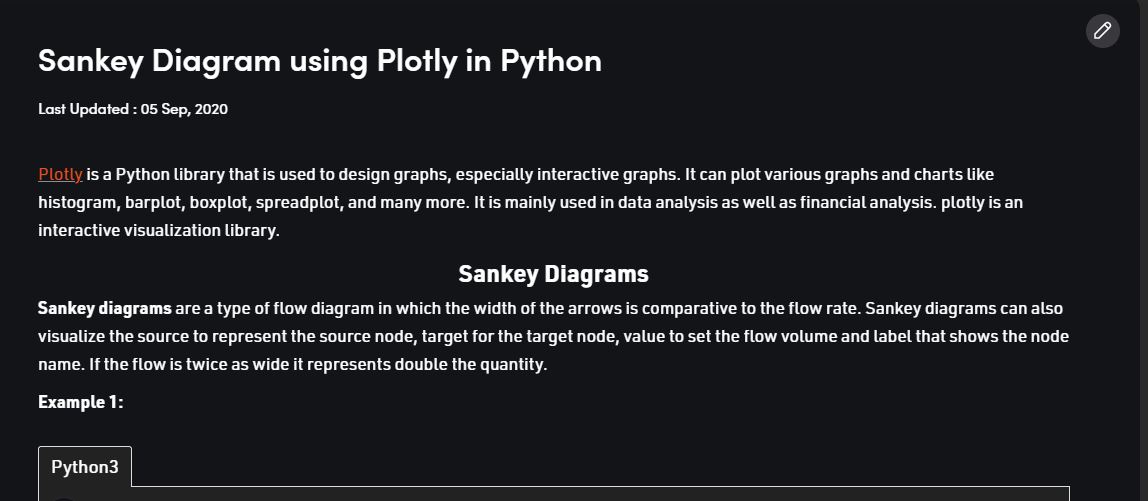 Sankey Diagram using Plotly in Python
Last Updated : 05 Sep, 2020
Plotly is a Python library that is used to design graphs, especially interactive graphs. It can plot various graphs and charts like
histogram, barplot, boxplot, spreadplot, and many more. It is mainly used in data analysis as well as financial analysis. plotly is an
interactive visualization library.
Sankey Diagrams
Sankey diagrams are a type of flow diagram in which the width of the arrows is comparative to the flow rate. Sankey diagrams can also
visualize the source to represent the source node, target for the target node, value to set the flow volume and label that shows the node
name. If the flow is twice as wide it represents double the quantity.
Example 1:
Python3